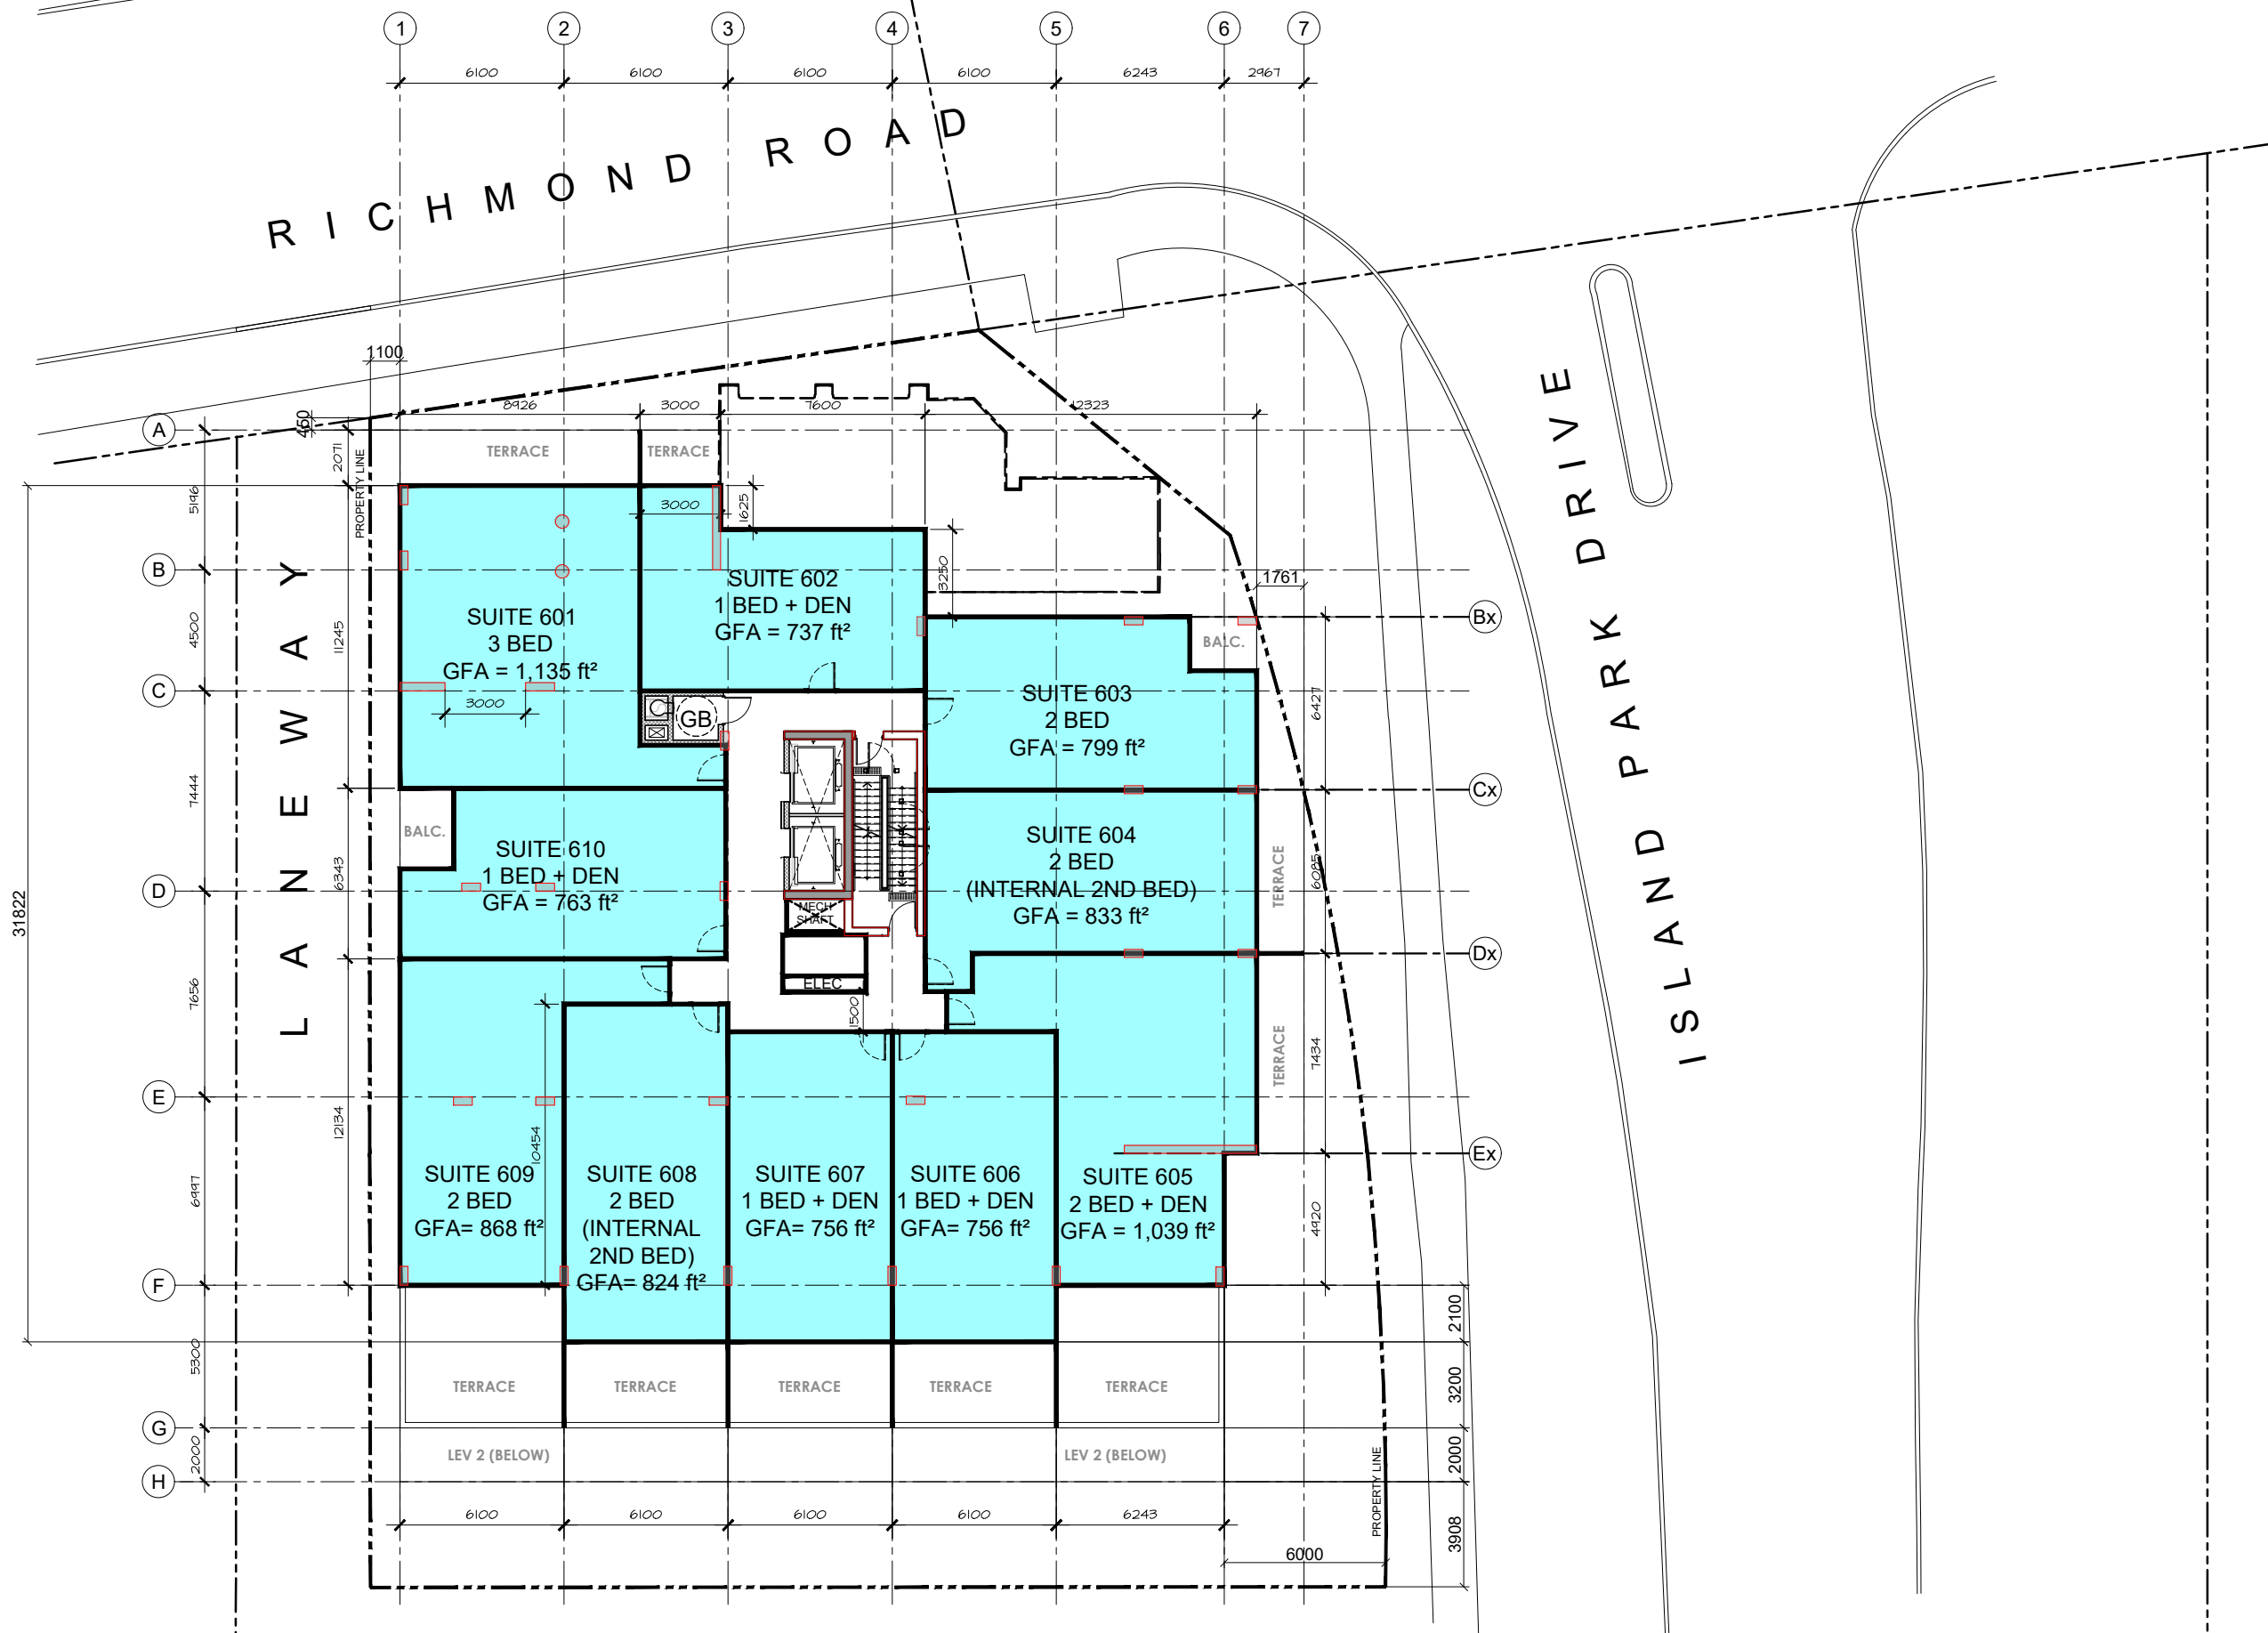 1 2 3 4 5 6 7
6100 6100 6100 6100 6243 2967
RICHMOND ROAD
1100
8926 3000 7600 12323
450
A
2071
TERRACE TERRACE
PROPERTY LINE
5196
3000
1625
B
3250
1761
SUITE 602
1 BED + DEN
GFA = 737 ft²
SUITE 601
3 BED
GFA = 1,135 ft²
4500
11245
Bx
BALC.
C
3000
GB
SUITE 603
2 BED
GFA = 799 ft²
6427
LANEWAY
ISLAND PARK DRIVE
7444
Cx
BALC.
SUITE 610
1 BED + DEN
GFA = 763 ft²
6343
SUITE 604
2 BED
(INTERNAL 2ND BED)
GFA = 833 ft²
TERRACE
6085
D
31822
MECH
SHAFT
Dx
ELEC
7656
1500
TERRACE
7434
E
12134
10454
Ex
SUITE 609
2 BED
GFA= 868 ft²
SUITE 608
2 BED
(INTERNAL
2ND BED)
GFA= 824 ft²
SUITE 607
1 BED + DEN
GFA= 756 ft²
SUITE 606
1 BED + DEN
GFA= 756 ft²
SUITE 605
2 BED + DEN
GFA = 1,039 ft²
6997
4920
F
2100
5300
TERRACE TERRACE TERRACE TERRACE TERRACE
3200
G
LEV 2 (BELOW) LEV 2 (BELOW)
2000
2000
H
PROPERTY LINE
6100 6100 6100 6100 6243
3908
6000